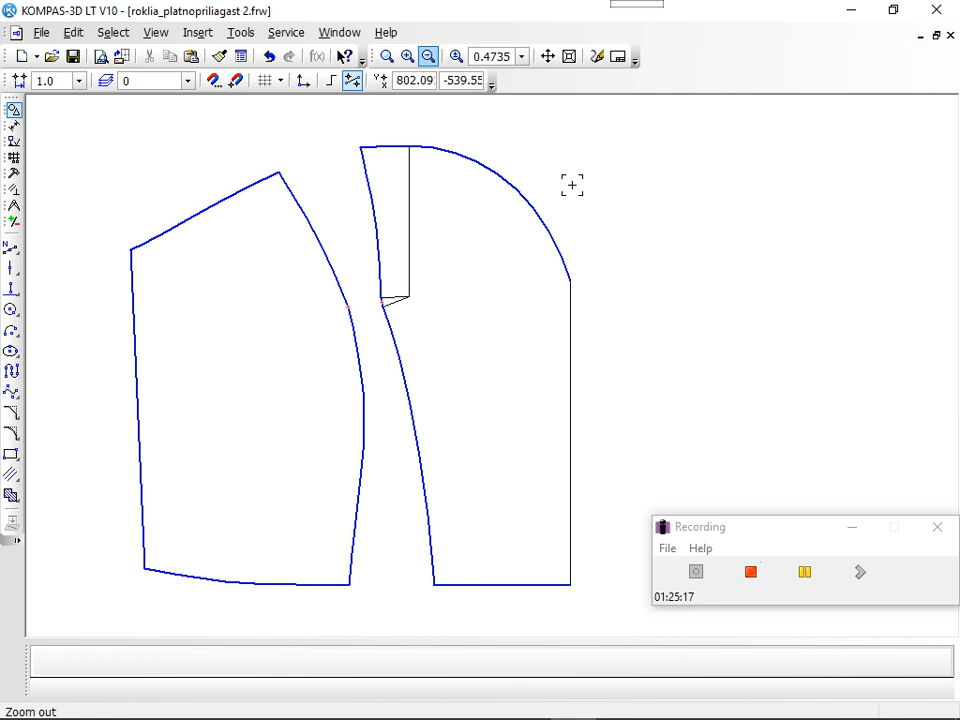 KOMPAS-3D LT V10 - [roklia_platnopriliagast 2.frw]
File Edit Select View Insert Tools Service Window Help
0.4735
f(x)
1.0 0 802.09 -539.55
Recording
File Help
01:25:17
Zoom out